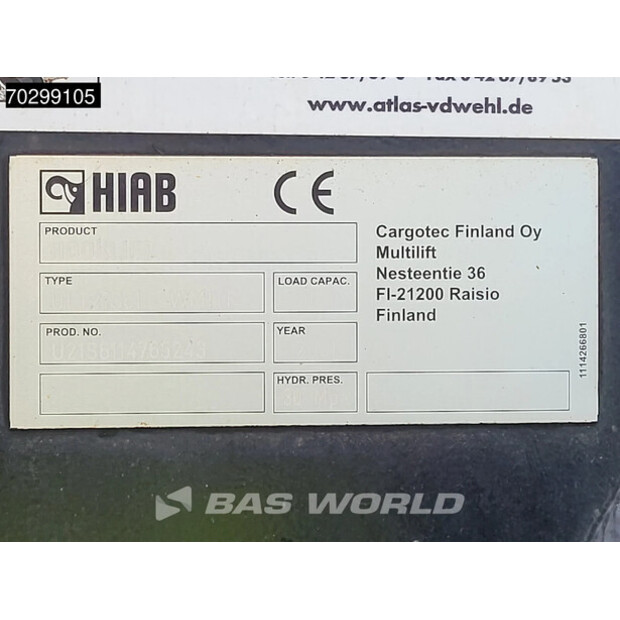 70299105
www.atlas-vdwehl.de
HIAB CE
PRODUCT
TYPE
LOAD CAPAC.
PROD. NO.
YEAR
HYDR. PRES.
Cargotec Finland Oy
Multilift
Nesteentie 36
FI-21200 Raisio
Finland
1114266801
BAS WORLD